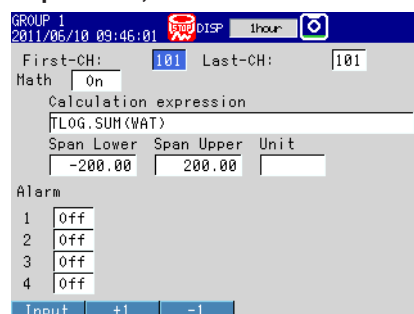 GROUP 1
2011/06/10 09:46:01 DISP 1hour
First-CH: 101 Last-CH: 101
Math On
Calculation expression
TLOG.SUM(WAT)
Span Lower Span Upper Unit
-200.00 200.00
Alarm
1 Off
2 Off
3 Off
4 Off
Input +1 -1